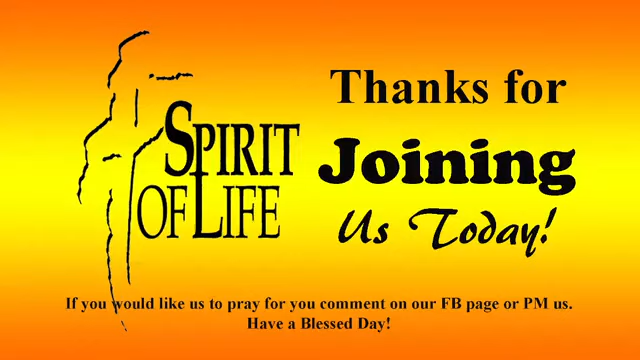 SPIRIT
OF LIFE
Thanks for
Joining
Us Today!
If you would like us to pray for you comment on our FB page or PM us.
Have a Blessed Day!